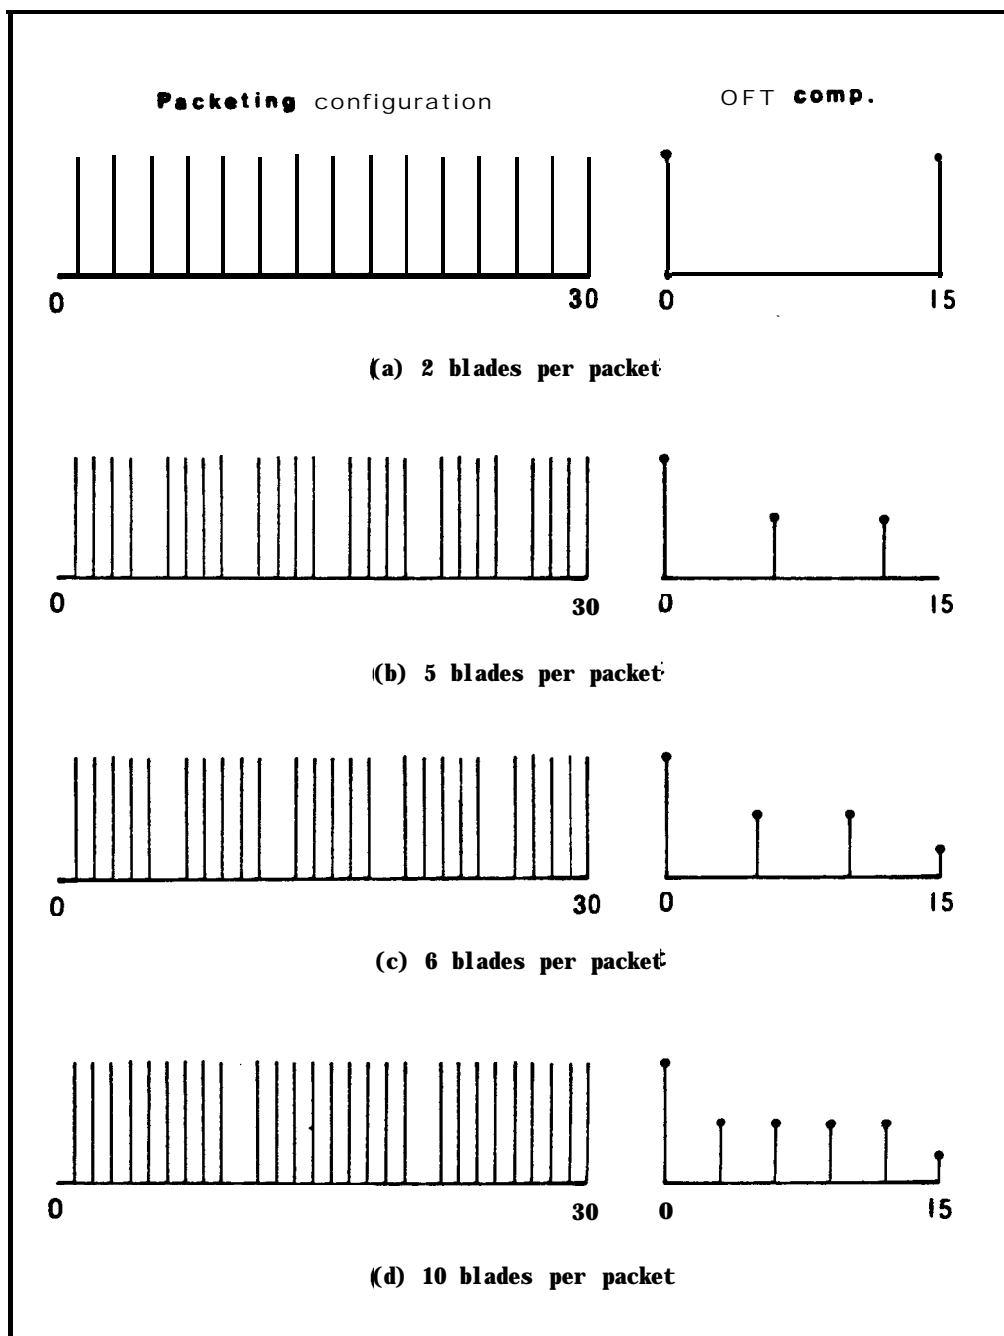 Packeting configuration OFT comp.
0 30 0 15
(a) 2 blades per packet
0 30 0 15
(b) 5 blades per packet
0 30 0 15
(c) 6 blades per packet
0 30 0 15
(d) 10 blades per packet